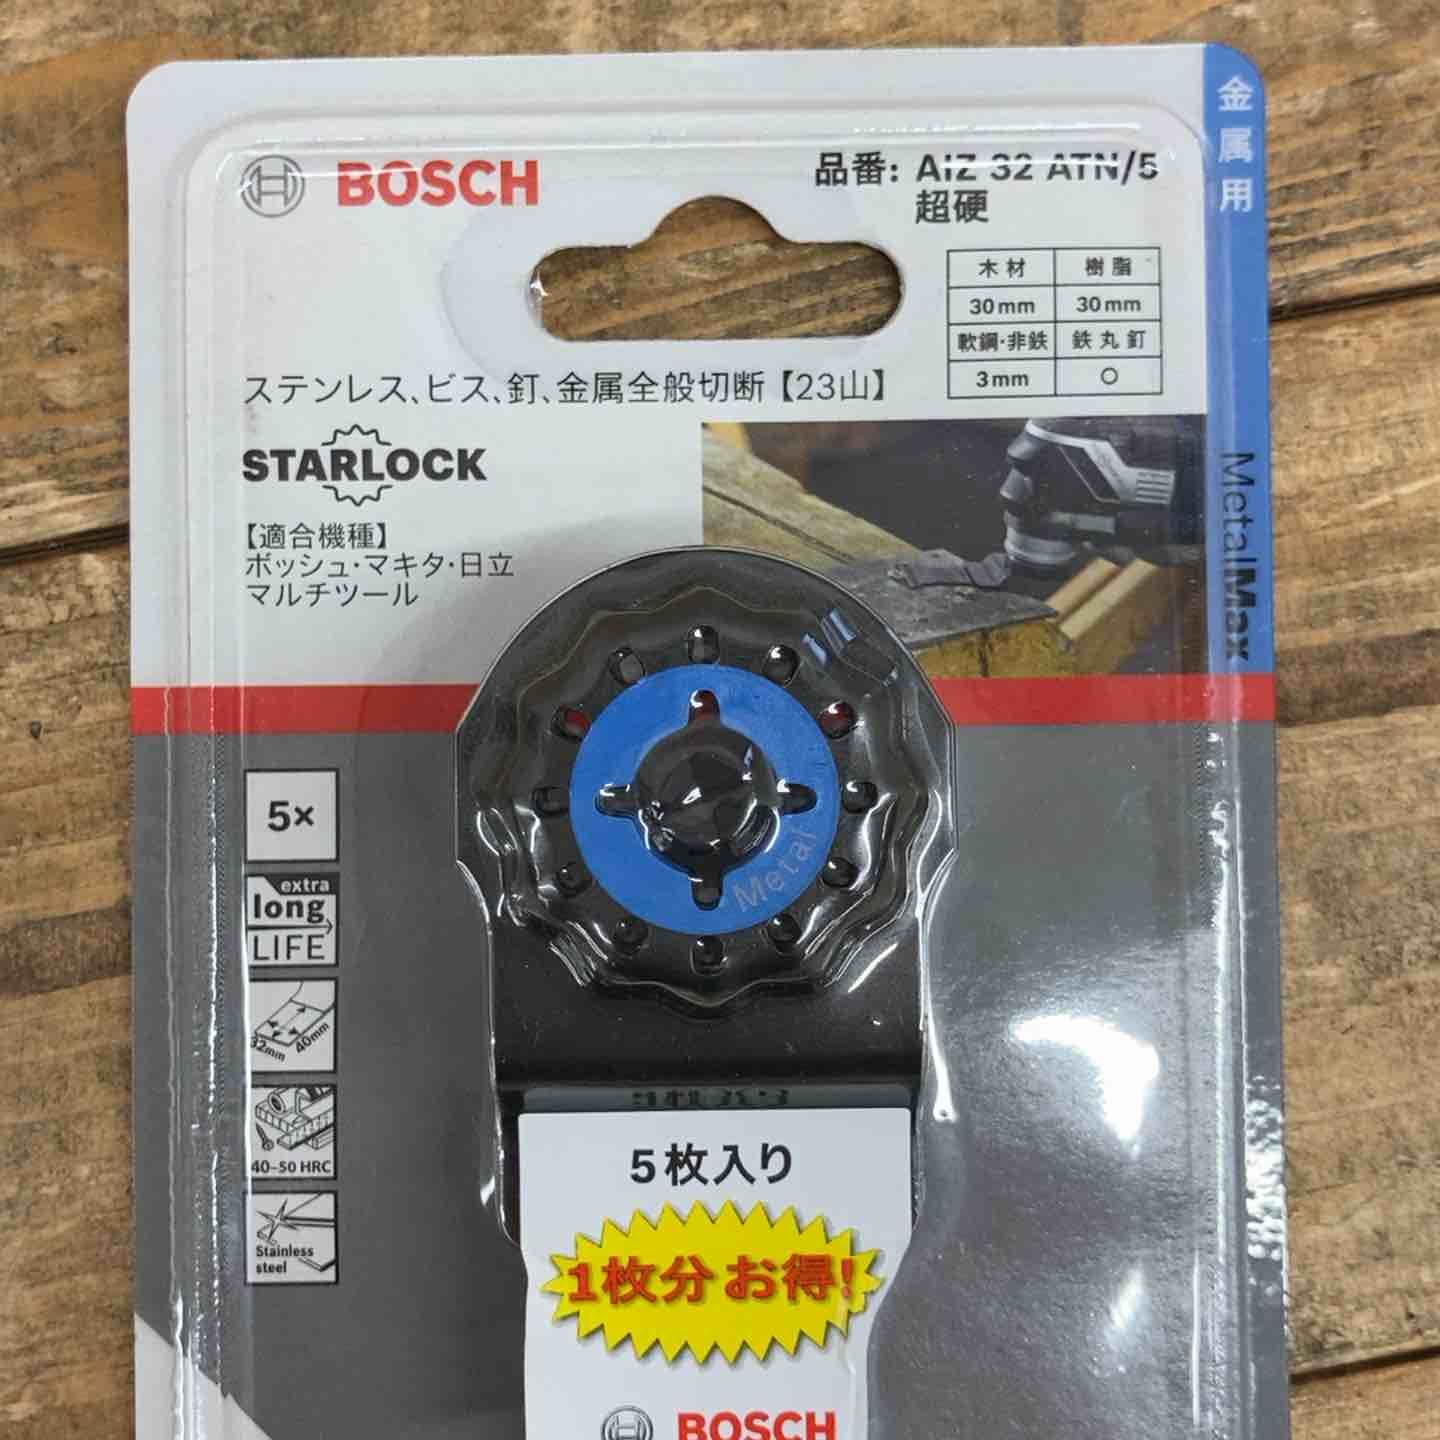 金属用
BOSCH
品番: AIZ 32 ATN/5
超硬
木材 樹脂
30mm 30mm
軟鋼・非鉄 鉄丸釘
3mm ○
ステンレス、ビス、釘、金属全般切断【23山】
STARLOCK
【適合機種】
ボッシュ・マキタ・日立
マルチツール
MetalMax
Metal
5×
extra
long
LIFE
32mm 40mm
40-50 HRC
Stainless
steel
5枚入り
1枚分お得!
BOSCH